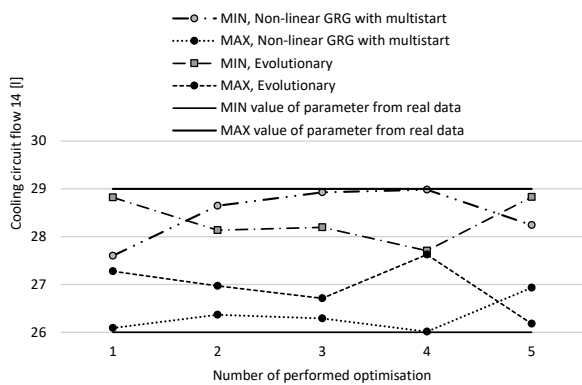 MIN, Non-linear GRG with multistart
MAX, Non-linear GRG with multistart
MIN, Evolutionary
MAX, Evolutionary
MIN value of parameter from real data
MAX value of parameter from real data
Cooling circuit flow 14 [l]
30
29
28
27
26
1 2 3 4 5
Number of performed optimisation